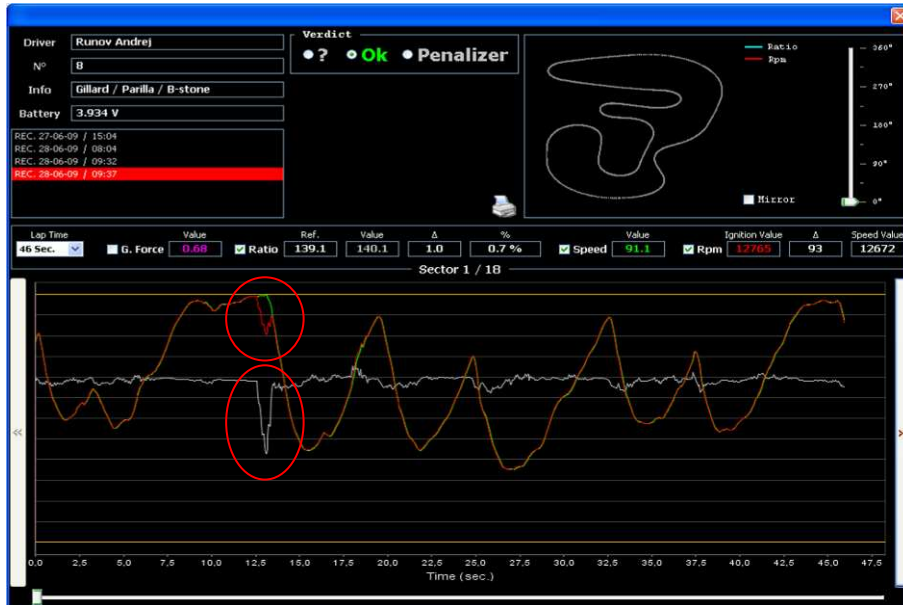 Driver Runov Andrej
N° 8
Info Gillard / Parilla / B-stone
Battery 3.934 V
REC. 27-06-09 / 15:04
REC. 28-06-09 / 08:04
REC. 28-06-09 / 09:32
REC. 28-06-09 / 09:37
Verdict
? Ok Penalizer
Ratio
Rpm
360°
270°
180°
90°
0°
Mirror
Lap Time Value Ref. Value Δ % Value Ignition Value Δ Speed Value
46 Sec. G. Force 0.68 Ratio 139.1 140.1 1.0 0.7 % Speed 91.1 Rpm 12765 93 12672
Sector 1 / 18
«
0,0 2,5 5,0 7,5 10,0 12,5 15,0 17,5 20,0 22,5 25,0 27,5 30,0 32,5 35,0 37,5 40,0 42,5 45,0 47,5
Time (sec.)